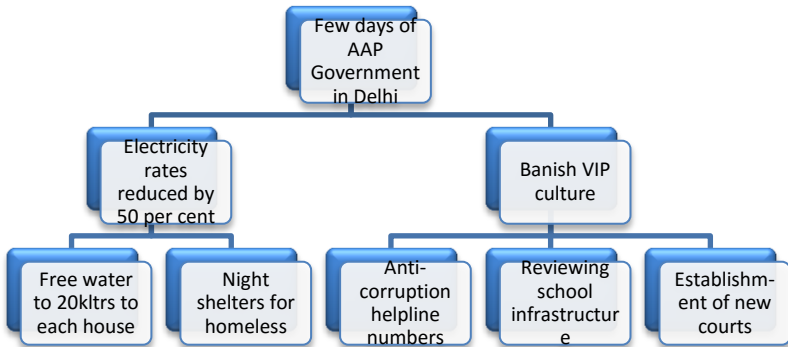 Few days of
AAP
Government
in Delhi
Electricity
rates
reduced by
50 per cent
Banish VIP
culture
Free water
to 20kltrs to
each house
Night
shelters for
homeless
Anti-
corruption
helpline
numbers
Reviewing
school
infrastructur
e
Establishm-
ent of new
courts